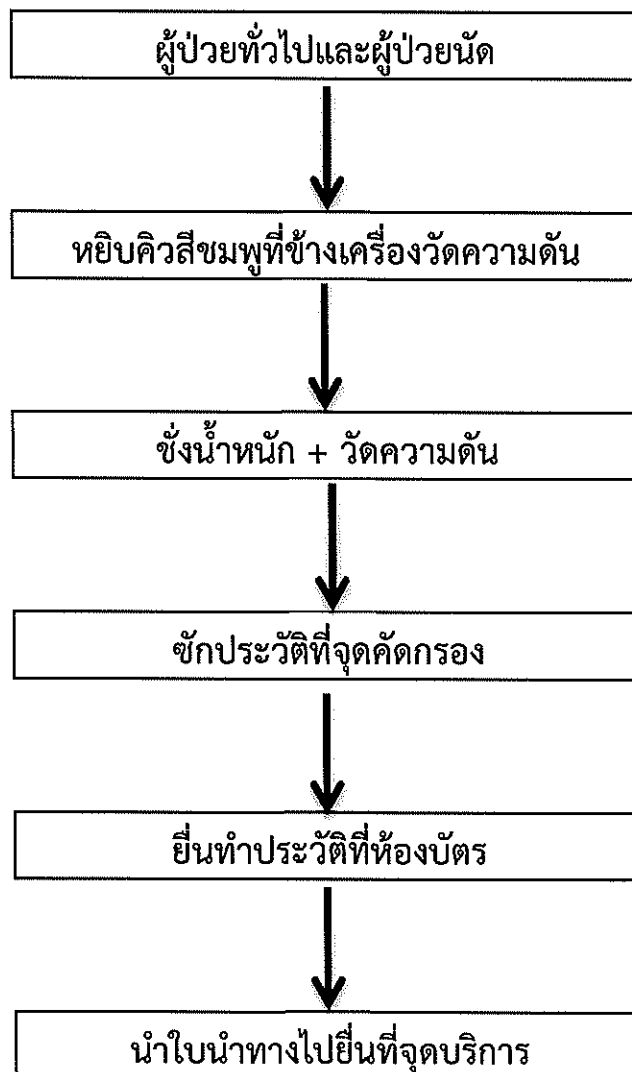 ผู้ป่วยทั่วไปและผู้ป่วยนัด
หยิบคิวสีชมพูที่ข้างเครื่องวัดความดัน
ชั่งน้ำหนัก + วัดความดัน
ซักประวัติที่จุดคัดกรอง
ยื่นทำประวัติที่ห้องบัตร
นำใบนำทางไปยื่นที่จุดบริการ